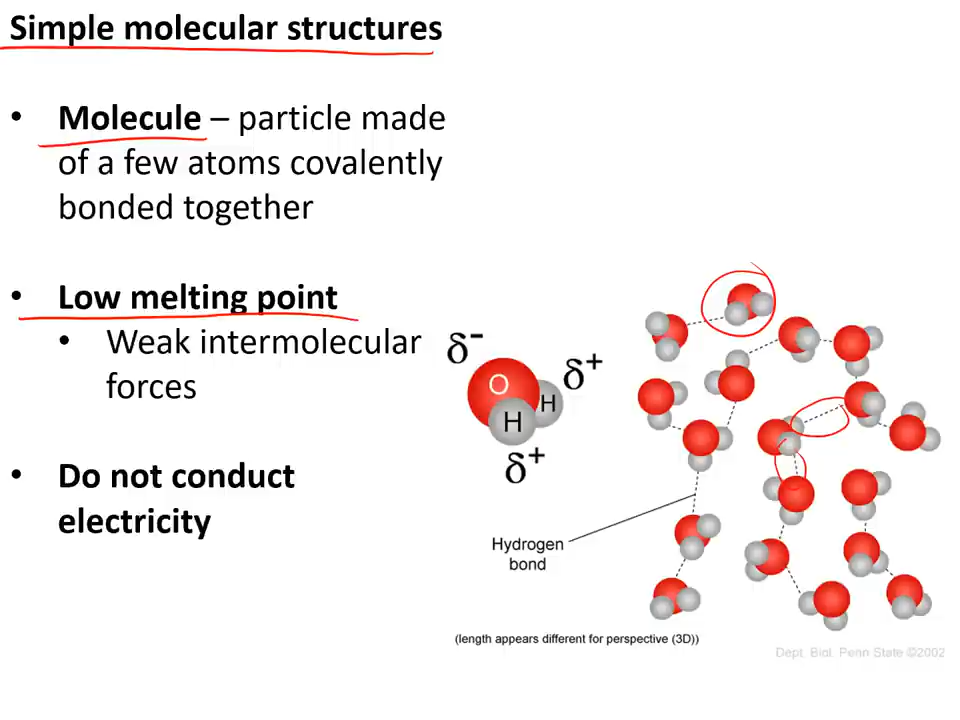 Simple molecular structures
• Molecule – particle made
of a few atoms covalently
bonded together
• Low melting point
• Weak intermolecular
forces
• Do not conduct
electricity
δ⁻
δ⁺
O
H
H
δ⁺
Hydrogen
bond
(length appears different for perspective (3D))
Dept. Biol. Penn State ©2002